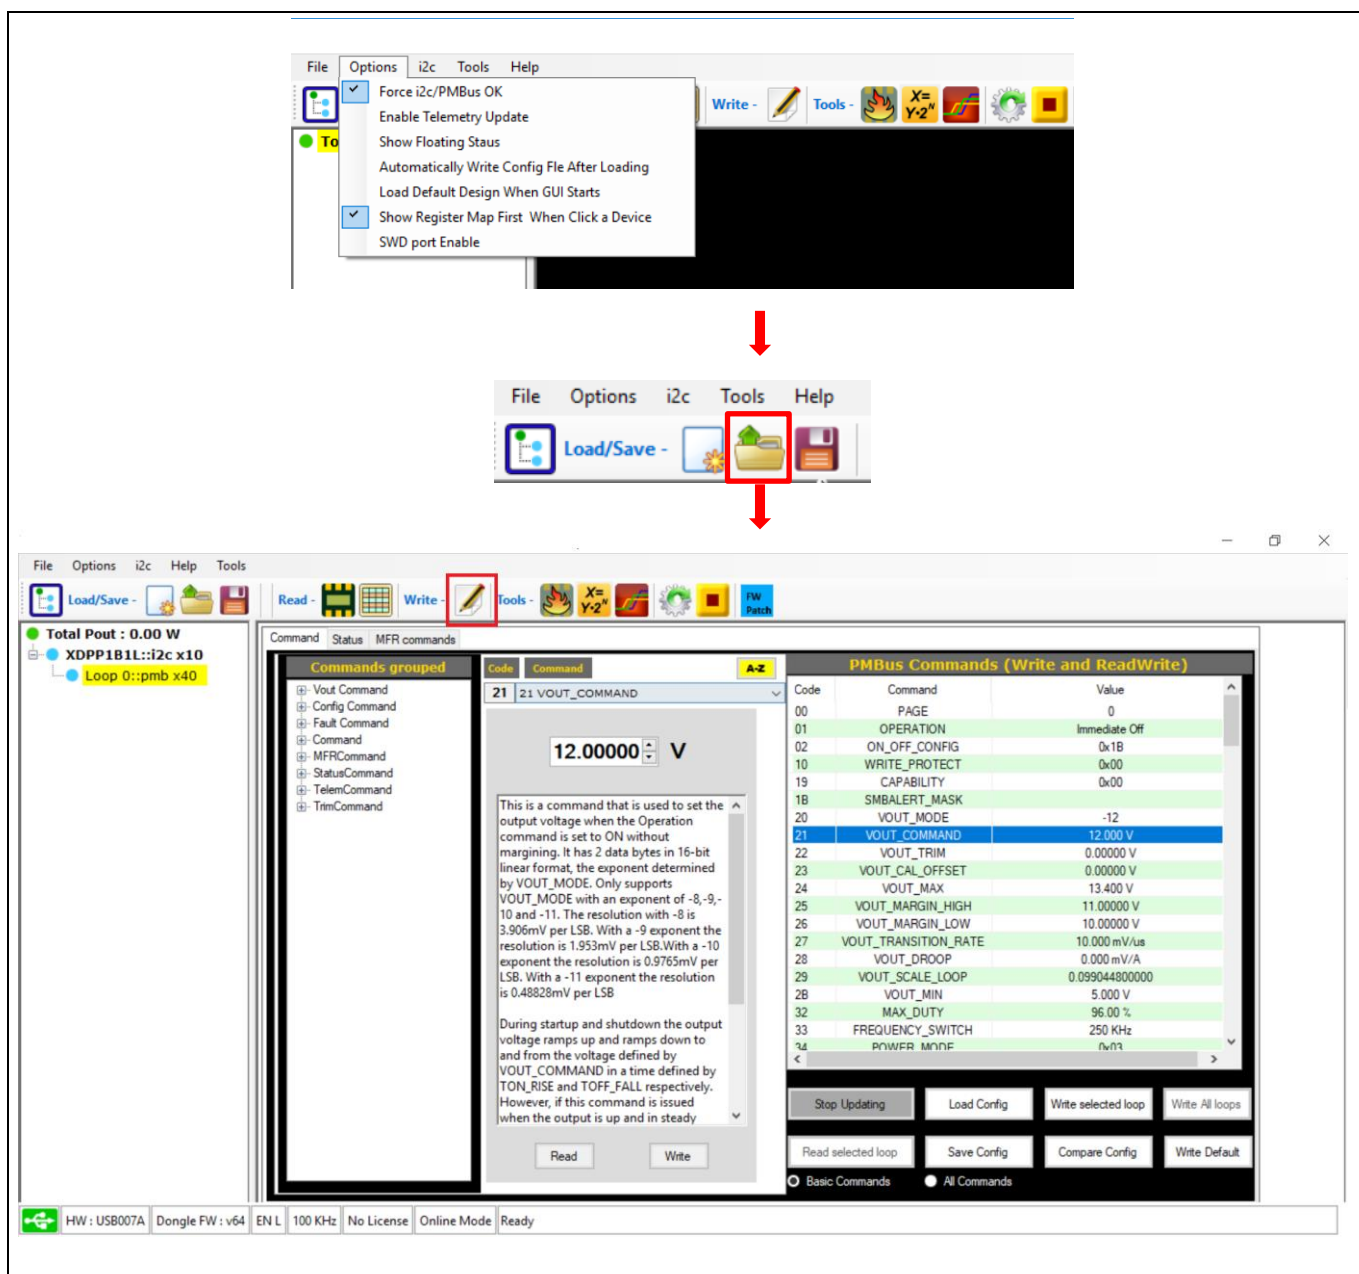 File Options i2c Tools Help
Force i2c/PMBus OK
Enable Telemetry Update
Show Floating Staus
Automatically Write Config Fle After Loading
Load Default Design When GUI Starts
Show Register Map First When Click a Device
SWD port Enable
Write -
Tools -
X=
Y·2ᴺ
To
File Options i2c Tools Help
Load/Save -
File Options i2c Help Tools
Load/Save -
Read -
Write -
Tools -
X=
Y·2ᴺ
FW
Patch
Total Pout : 0.00 W
XDPP1B1L::i2c x10
Loop 0::pmb x40
Command Status MFR commands
Commands grouped
Vout Command
Config Command
Fault Command
Command
MFRCommand
StatusCommand
TelemCommand
TrimCommand
Code Command A-Z
21 21 VOUT_COMMAND
12.00000 V
This is a command that is used to set the
output voltage when the Operation
command is set to ON without
margining. It has 2 data bytes in 16-bit
linear format, the exponent determined
by VOUT_MODE. Only supports
VOUT_MODE with an exponent of -8,-9,-
10 and -11. The resolution with -8 is
3.906mV per LSB. With a -9 exponent the
resolution is 1.953mV per LSB.With a -10
exponent the resolution is 0.9765mV per
LSB. With a -11 exponent the resolution
is 0.48828mV per LSB
During startup and shutdown the output
voltage ramps up and ramps down to
and from the voltage defined by
VOUT_COMMAND in a time defined by
TON_RISE and TOFF_FALL respectively.
However, if this command is issued
when the output is up and in steady
Read Write
PMBus Commands (Write and ReadWrite)
Code Command Value
00 PAGE 0
01 OPERATION Immediate Off
02 ON_OFF_CONFIG 0x1B
10 WRITE_PROTECT 0x00
19 CAPABILITY 0x00
1B SMBALERT_MASK
20 VOUT_MODE -12
21 VOUT_COMMAND 12.000 V
22 VOUT_TRIM 0.00000 V
23 VOUT_CAL_OFFSET 0.00000 V
24 VOUT_MAX 13.400 V
25 VOUT_MARGIN_HIGH 11.00000 V
26 VOUT_MARGIN_LOW 10.00000 V
27 VOUT_TRANSITION_RATE 10.000 mV/us
28 VOUT_DROOP 0.000 mV/A
29 VOUT_SCALE_LOOP 0.099044800000
2B VOUT_MIN 5.000 V
32 MAX_DUTY 96.00 %
33 FREQUENCY_SWITCH 250 KHz
34 POWER_MODE 0x03
Stop Updating Load Config Write selected loop Write All loops
Read selected loop Save Config Compare Config Write Default
Basic Commands All Commands
HW : USB007A Dongle FW : v64 EN L 100 KHz No License Online Mode Ready